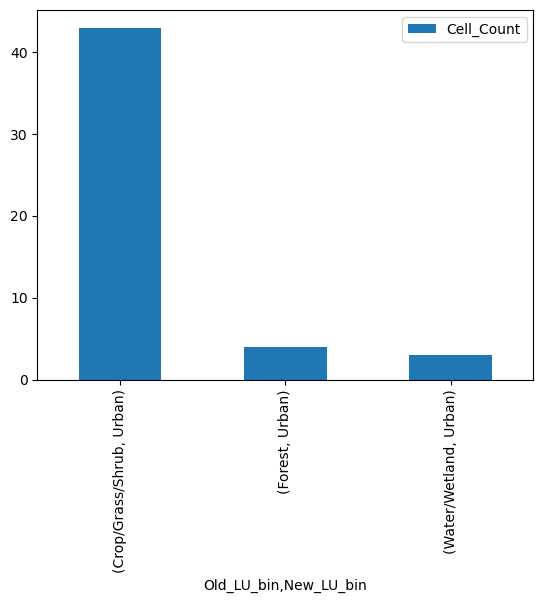 Cell_Count
40
30
20
10
0
(Crop/Grass/Shrub, Urban)
(Forest, Urban)
(Water/Wetland, Urban)
Old_LU_bin,New_LU_bin